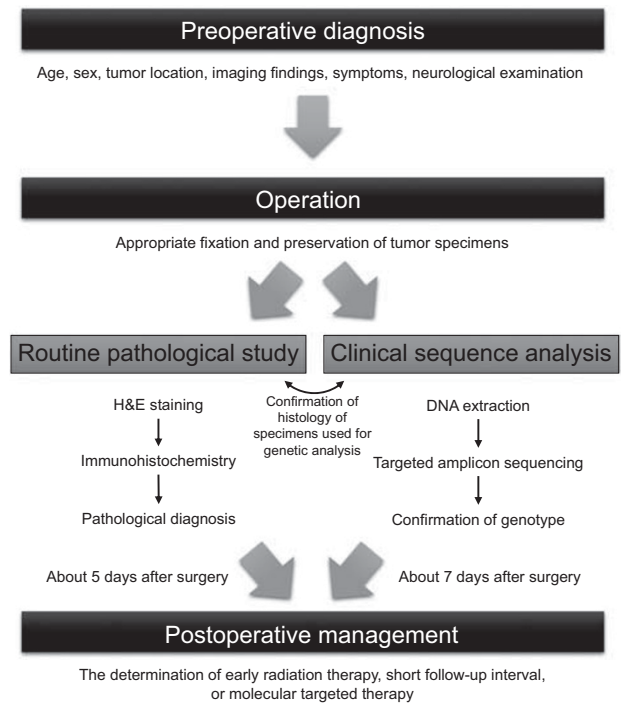 Preoperative diagnosis
Age, sex, tumor location, imaging findings, symptoms, neurological examination
Operation
Appropriate fixation and preservation of tumor specimens
Routine pathological study
Clinical sequence analysis
H&E staining
Immunohistochemistry
Pathological diagnosis
Confirmation of
histology of
specimens used for
genetic analysis
DNA extraction
Targeted amplicon sequencing
Confirmation of genotype
About 5 days after surgery
About 7 days after surgery
Postoperative management
The determination of early radiation therapy, short follow-up interval,
or molecular targeted therapy